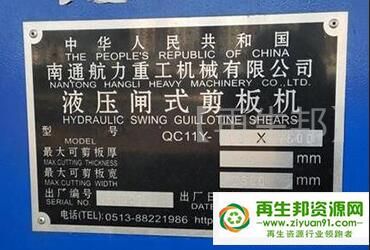 中华人民共和国
THE PEOPLE'S REPUBLIC OF CHINA
南通航力重工机械有限公司
NANTONG HANGLI HEAVY MACHINERY CO.,LTD.
液压闸式剪板机
HYDRAULIC SWING GUILLOTINE SHEARS
型号 QC11Y- X
MODEL
最大可剪板厚 mm
MAX CUTTING THICKNESS
最大可剪板宽 mm
MAX CUTTING WIDTH
出厂编号 出厂日
SERIAL NO.
电话(TEL): 0513-88221986 http
再生邦资源网
www.ziyuan91.com
再生资源行业领跑者